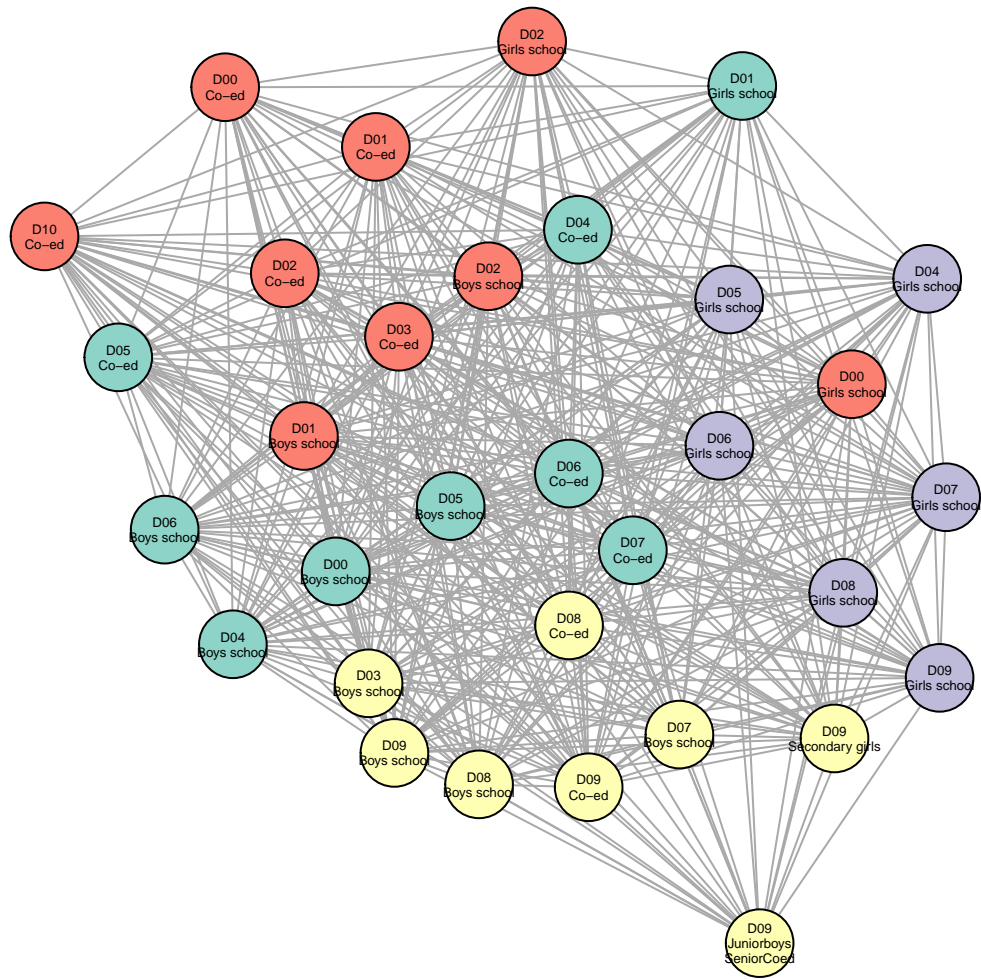 D02
Girls school
D00
Co-ed
D01
Girls school
D01
Co-ed
D04
Co-ed
D10
Co-ed
D02
Co-ed
D02
Boys school
D04
Girls school
D05
Girls school
D03
Co-ed
D05
Co-ed
D00
Girls school
D01
Boys school
D06
Girls school
D06
Co-ed
D07
Girls school
D05
Boys school
D06
Boys school
D07
Co-ed
D00
Boys school
D08
Girls school
D08
Co-ed
D04
Boys school
D09
Girls school
D03
Boys school
D07
Boys school
D09
Secondary girls
D09
Boys school
D08
Boys school
D09
Co-ed
D09
Juniorboys
SeniorCoed